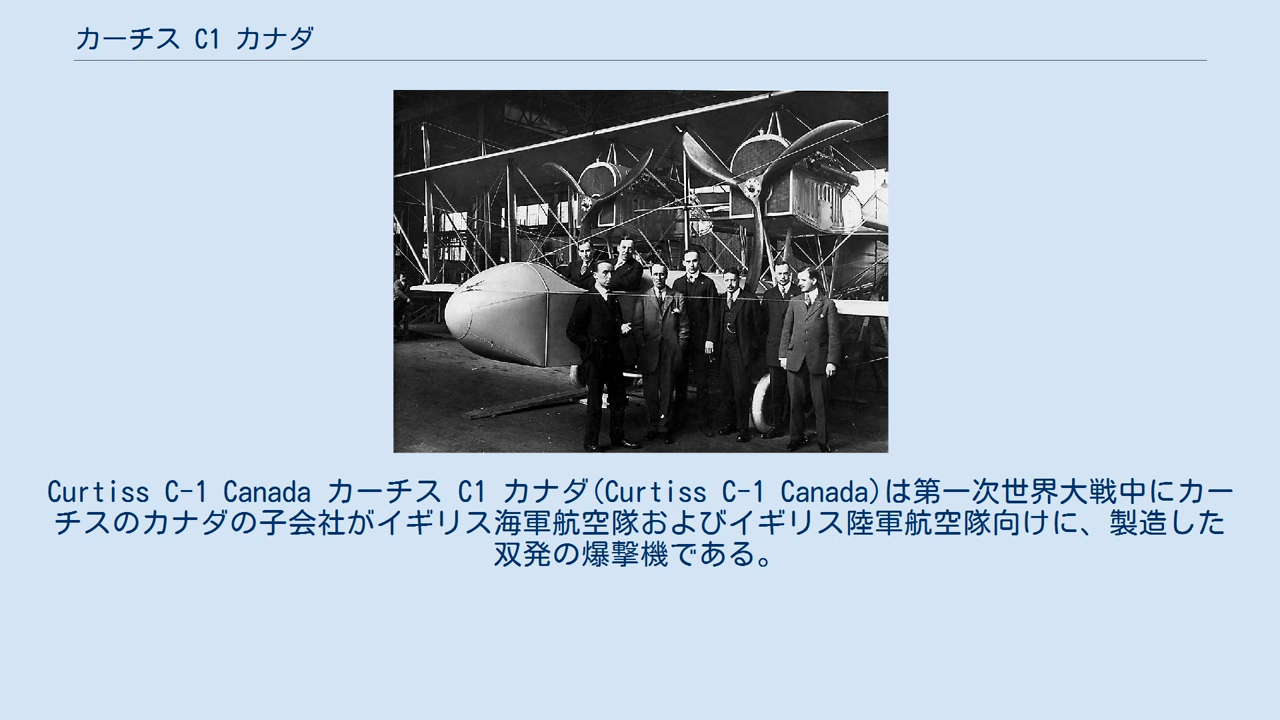 カーチス C1 カナダ
Curtiss C-1 Canada カーチス C1 カナダ(Curtiss C-1 Canada)は第一次世界大戦中にカー
チスのカナダの子会社がイギリス海軍航空隊およびイギリス陸軍航空隊向けに、製造した
双発の爆撃機である。